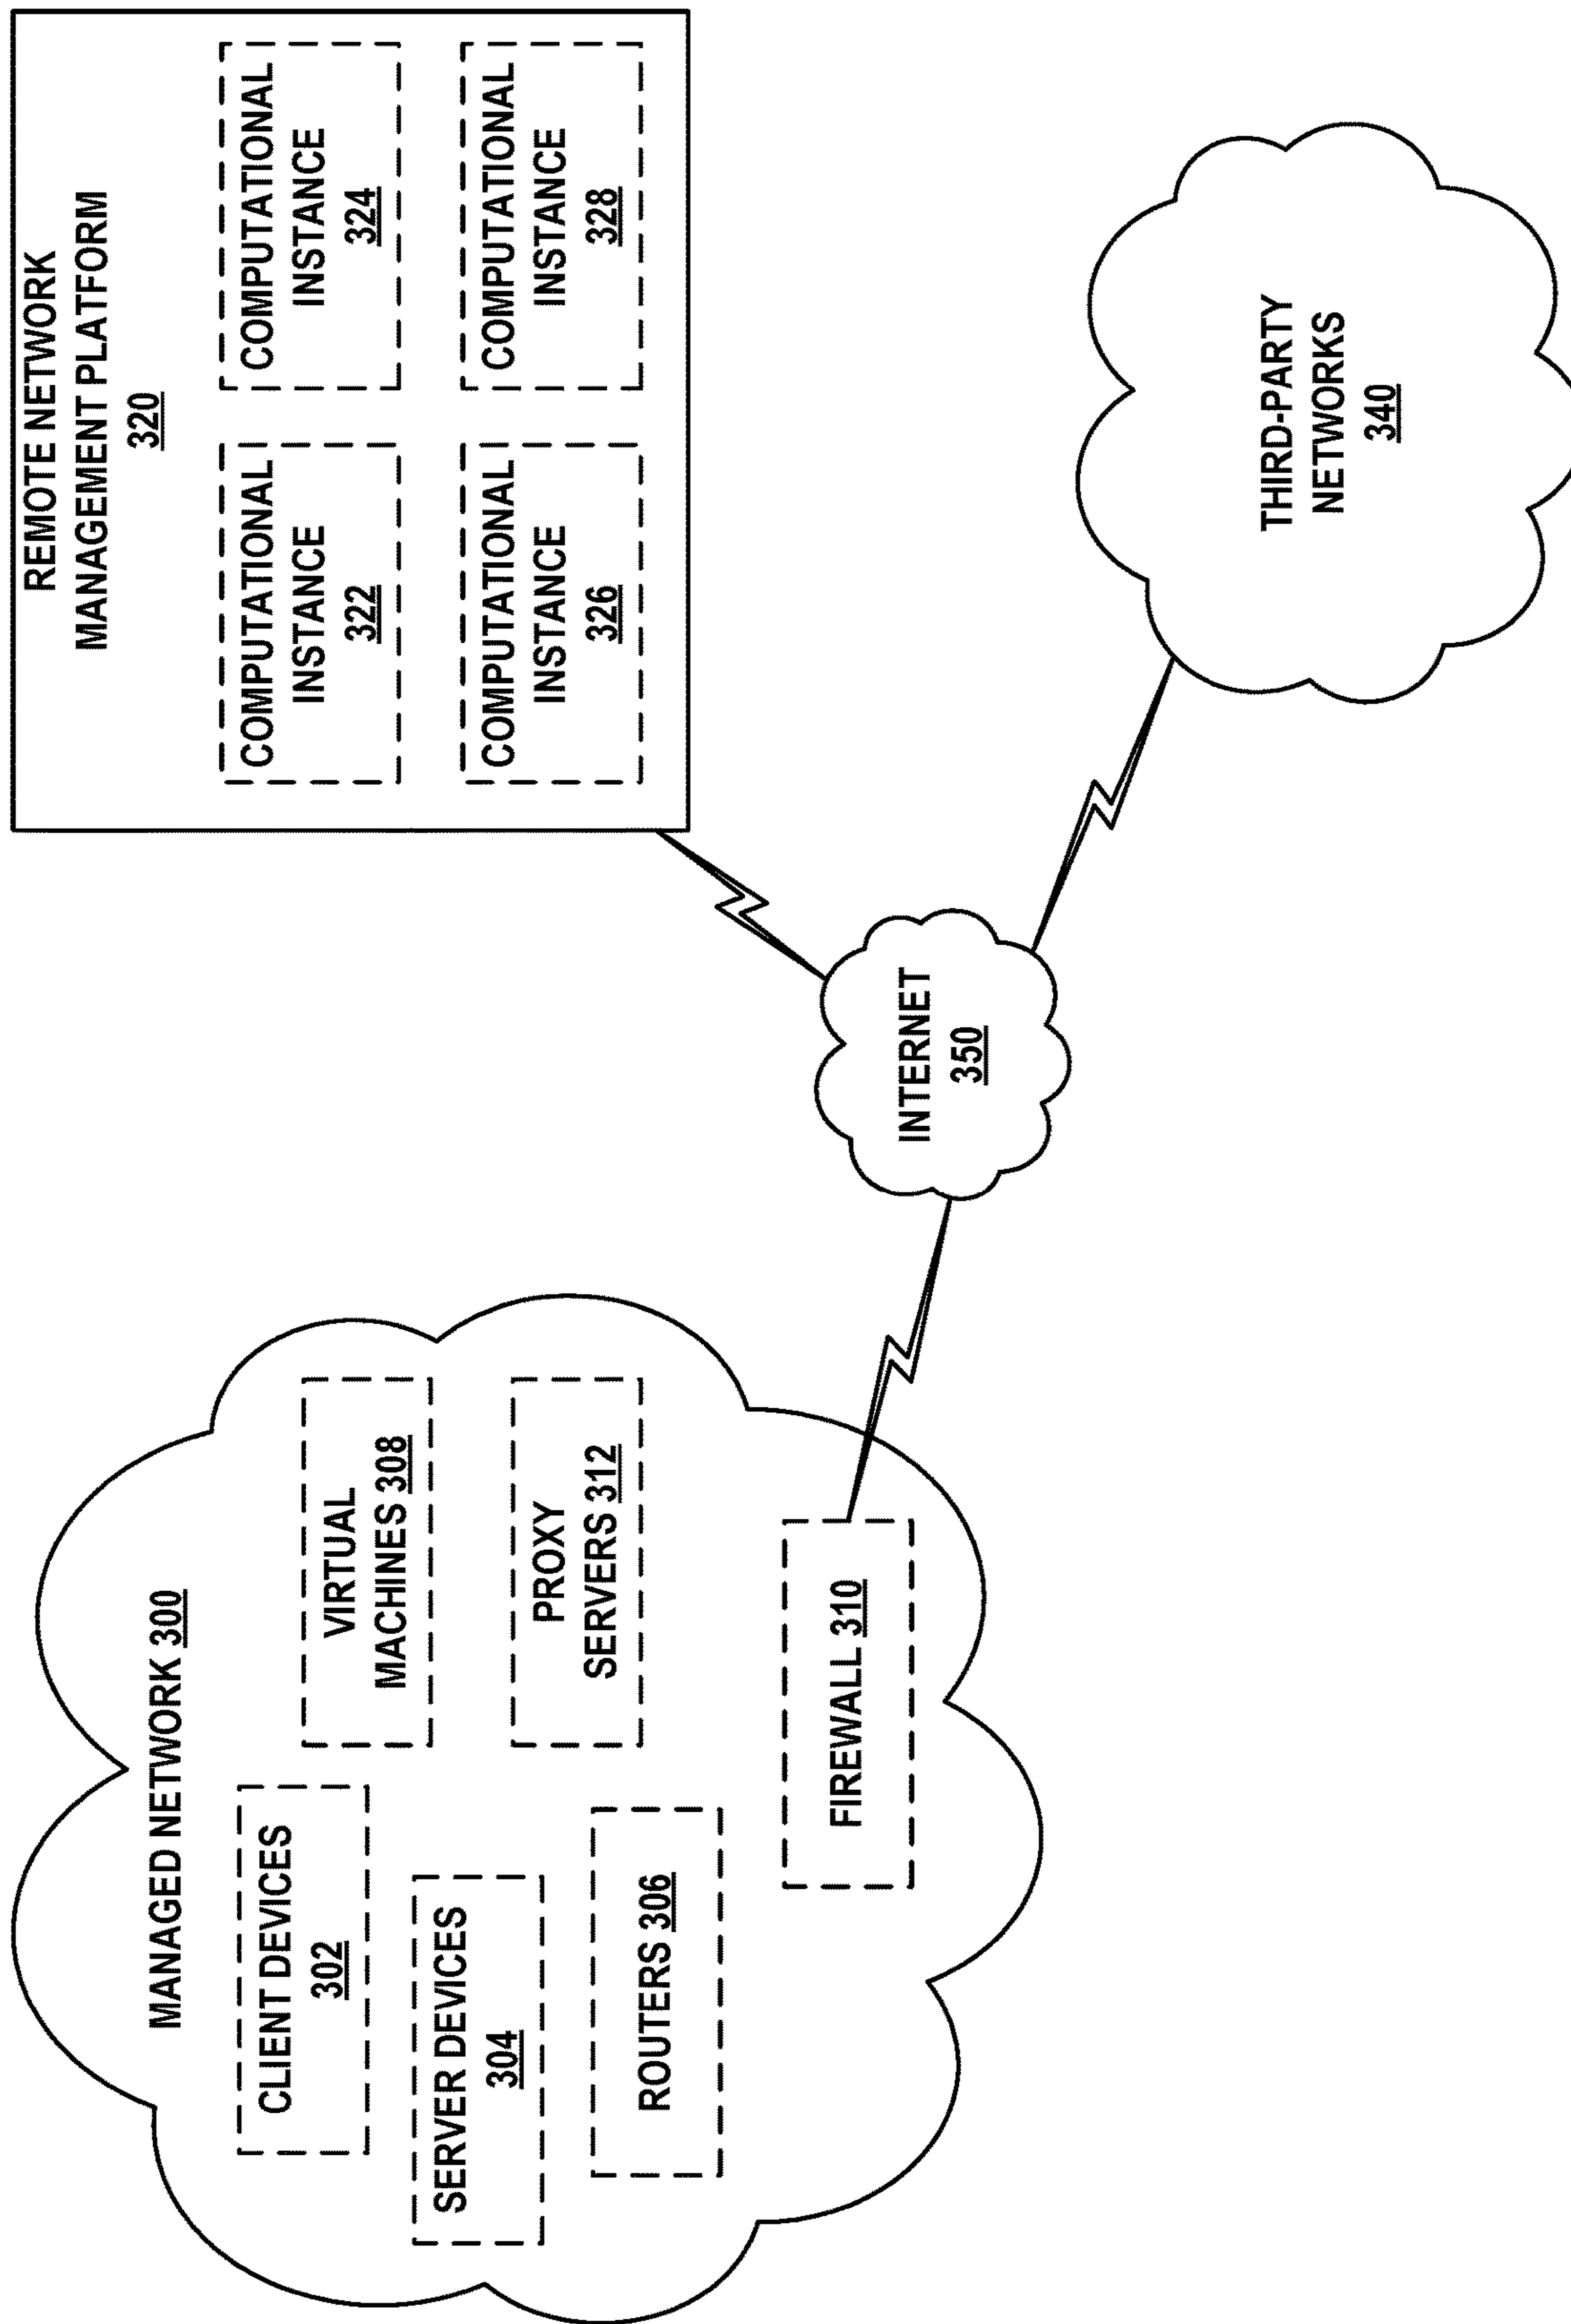 MANAGED NETWORK 300
CLIENT DEVICES
302
VIRTUAL
MACHINES 308
SERVER DEVICES
304
PROXY
SERVERS 312
ROUTERS 306
FIREWALL 310
INTERNET
350
REMOTE NETWORK
MANAGEMENT PLATFORM
320
COMPUTATIONAL
INSTANCE
322
COMPUTATIONAL
INSTANCE
324
COMPUTATIONAL
INSTANCE
326
COMPUTATIONAL
INSTANCE
328
THIRD-PARTY
NETWORKS
340